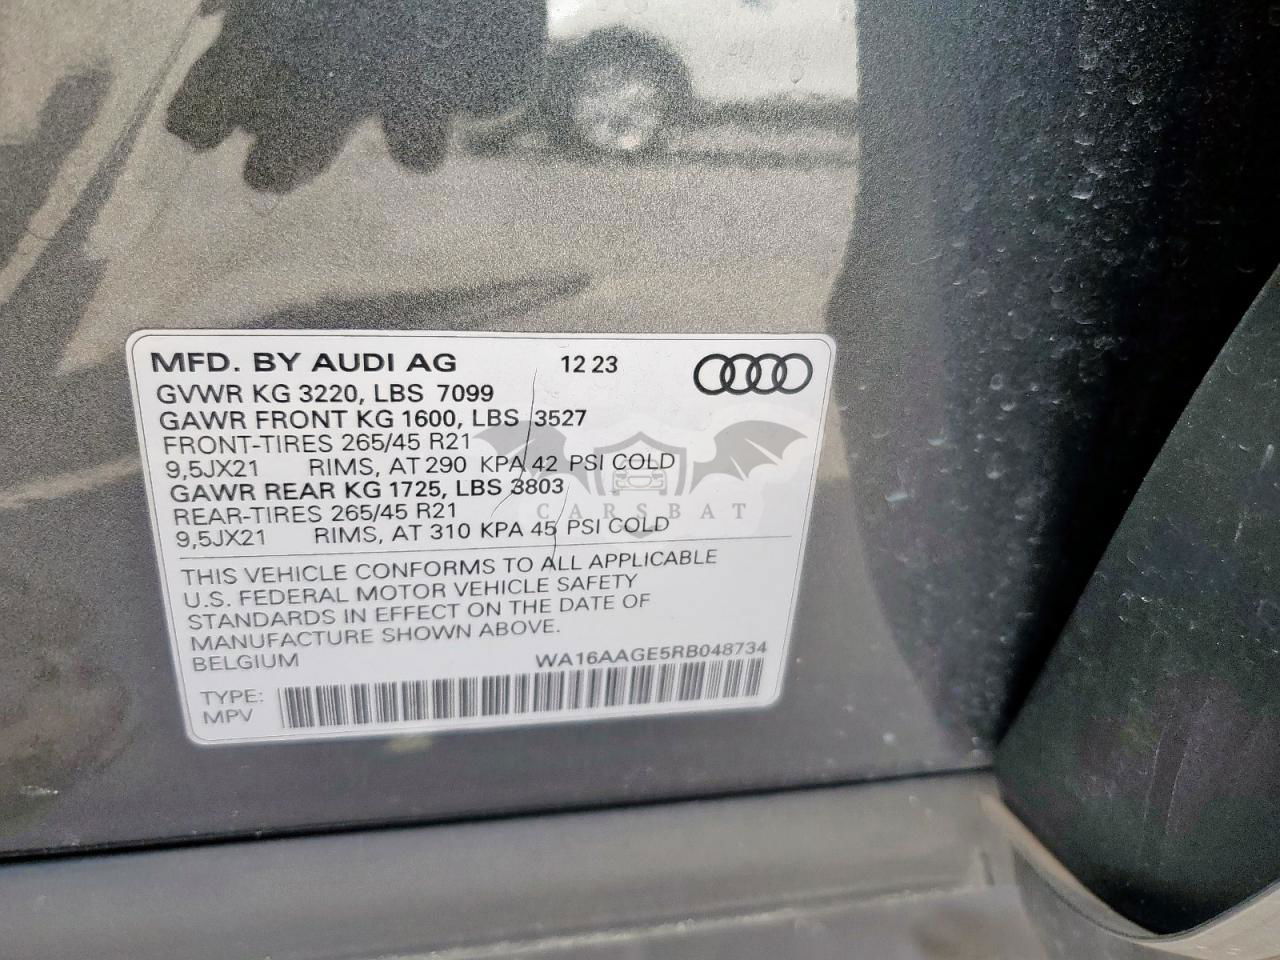 MFD. BY AUDI AG 12 23
GVWR KG 3220, LBS 7099
GAWR FRONT KG 1600, LBS 3527
FRONT-TIRES 265/45 R21
9,5JX21 RIMS, AT 290 KPA 42 PSI COLD
GAWR REAR KG 1725, LBS 3803
CARSBAT
REAR-TIRES 265/45 R21
9,5JX21 RIMS, AT 310 KPA 45 PSI COLD
THIS VEHICLE CONFORMS TO ALL APPLICABLE
U.S. FEDERAL MOTOR VEHICLE SAFETY
STANDARDS IN EFFECT ON THE DATE OF
MANUFACTURE SHOWN ABOVE.
BELGIUM WA16AAGE5RB048734
TYPE:
MPV